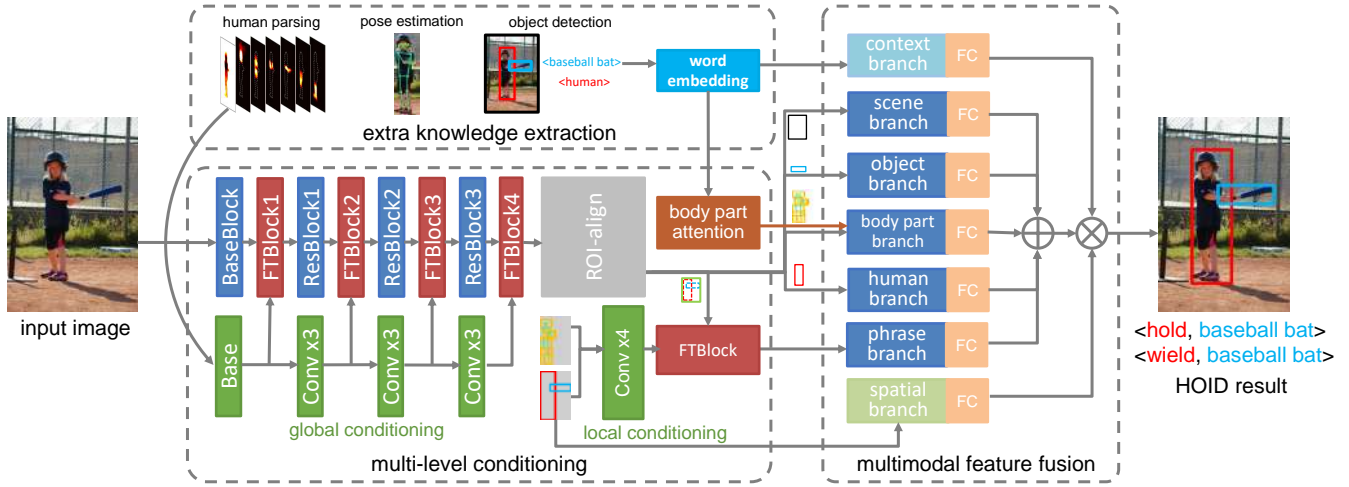 human parsing
pose estimation
object detection
<baseball bat>
<human>
word
embedding
extra knowledge extraction
input image
BaseBlock
FTBlock1
ResBlock1
FTBlock2
ResBlock2
FTBlock3
ResBlock3
FTBlock4
ROI-align
body part
attention
Base
Conv x3
Conv x3
Conv x3
global conditioning
Conv x4
FTBlock
local conditioning
multi-level conditioning
context
branch
FC
scene
branch
FC
object
branch
FC
body part
branch
FC
human
branch
FC
phrase
branch
FC
spatial
branch
FC
multimodal feature fusion
<hold, baseball bat>
<wield, baseball bat>
HOID result